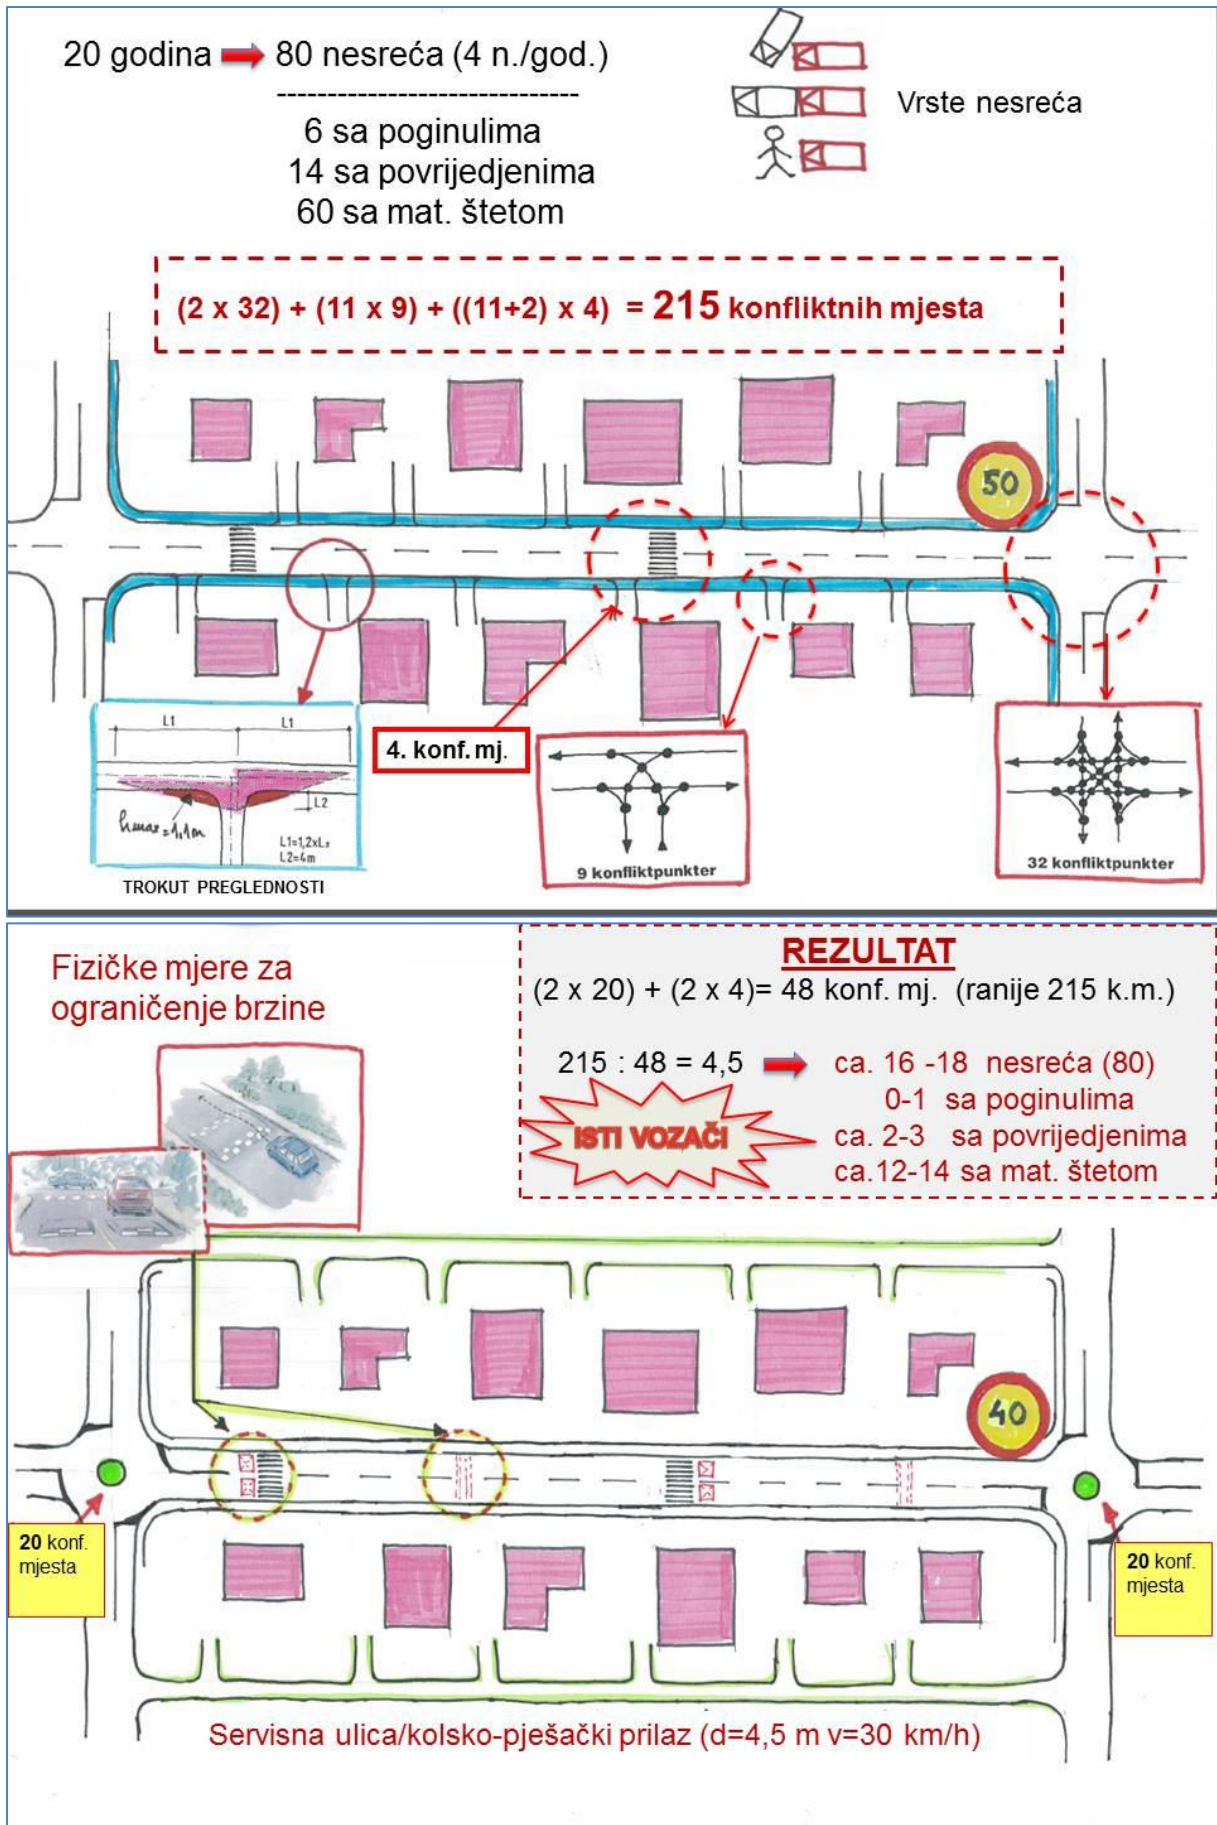 20 godina 80 nesreća (4 n./god.)
------------------------------
6 sa poginulima
14 sa povrijedjenima
60 sa mat. štetom
Vrste nesreća
(2 x 32) + (11 x 9) + ((11+2) x 4) = 215 konfliktnih mjesta
50
L1 L1
L2
hmax=1,1m
L1=1,2xLs
L2=4m
TROKUT PREGLEDNOSTI
4. konf. mj.
9 konfliktpunkter
32 konfliktpunkter
Fizičke mjere za
ograničenje brzine
REZULTAT
(2 x 20) + (2 x 4)= 48 konf. mj. (ranije 215 k.m.)
215 : 48 = 4,5 ca. 16 -18 nesreća (80)
0-1 sa poginulima
ISTI VOZAČI
ca. 2-3 sa povrijedjenima
ca.12-14 sa mat. štetom
40
20 konf.
mjesta
20 konf.
mjesta
Servisna ulica/kolsko-pješački prilaz (d=4,5 m v=30 km/h)